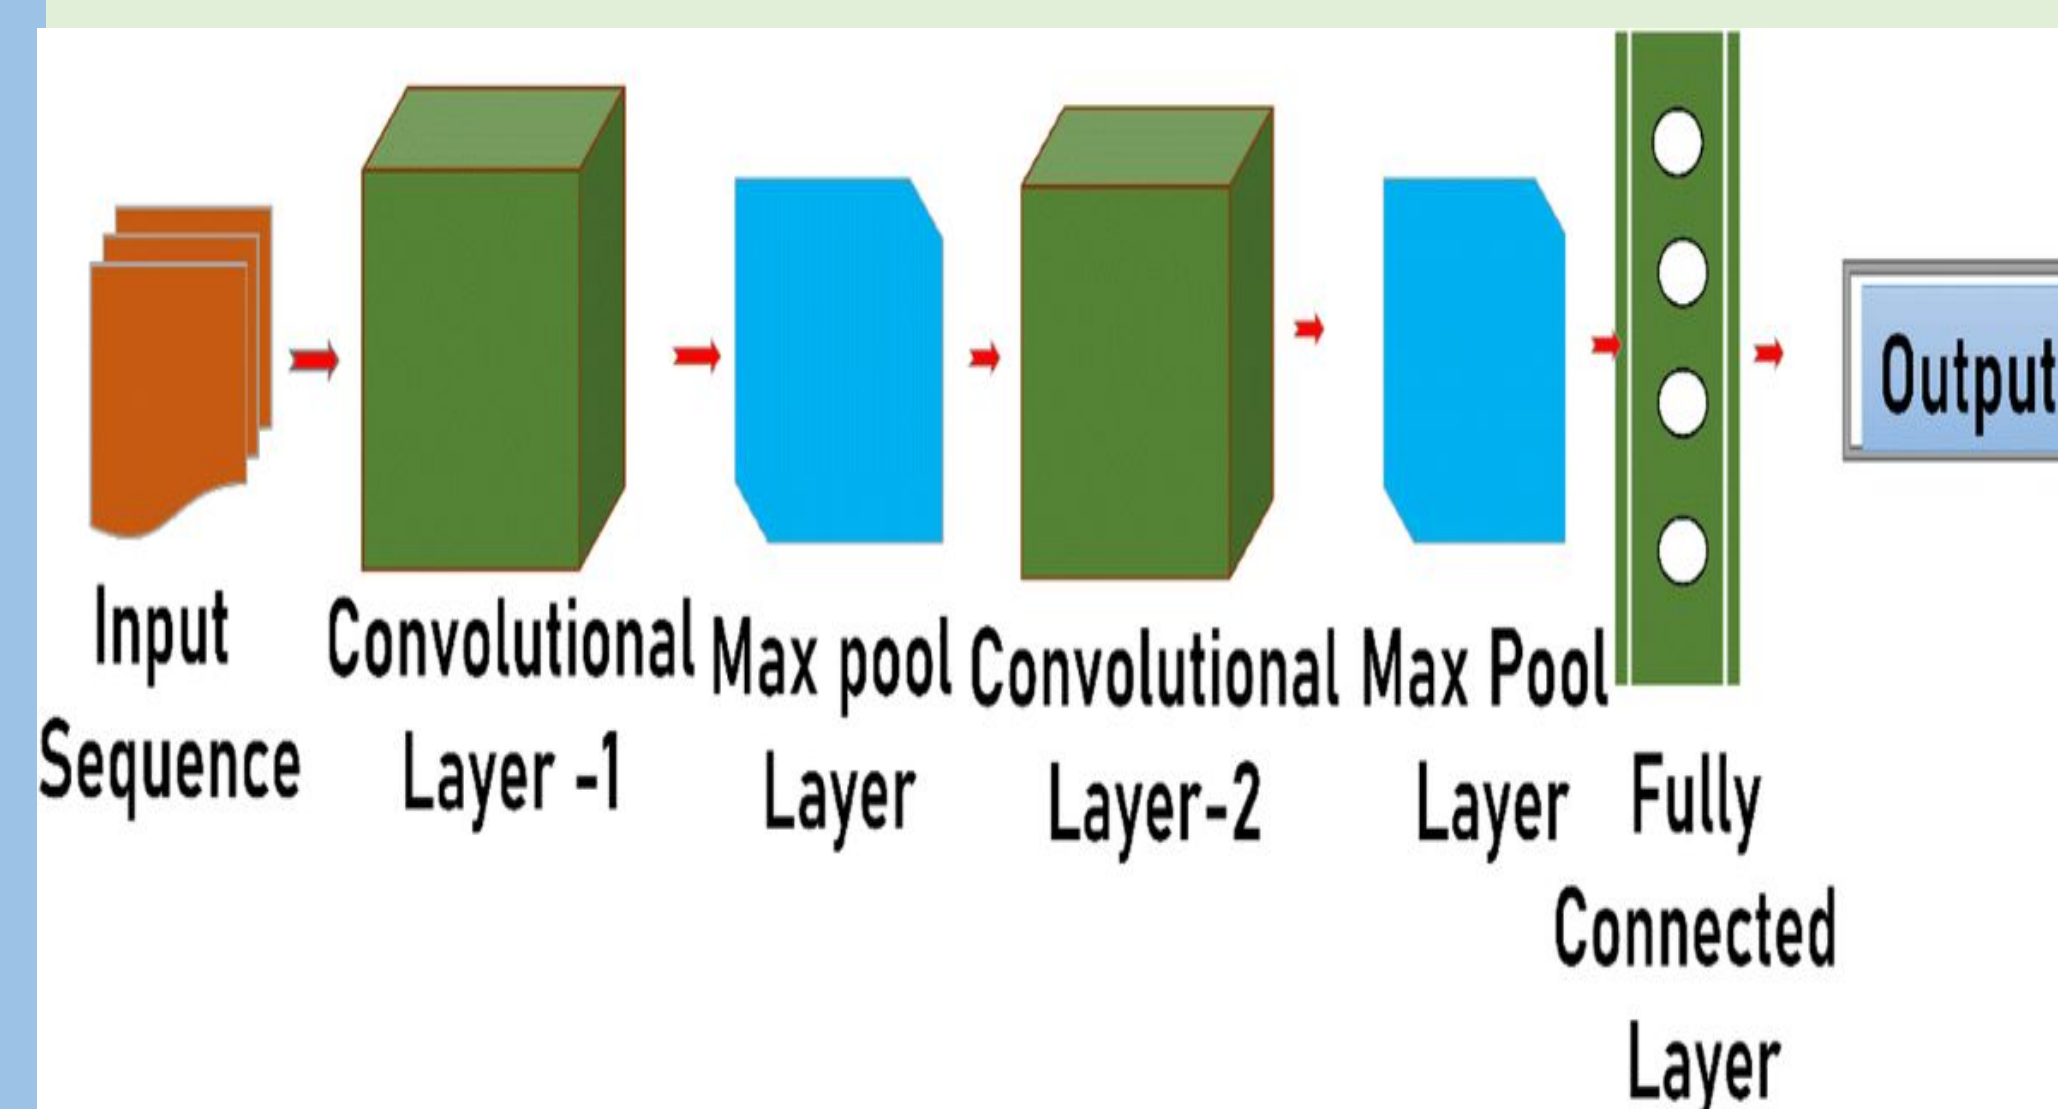 Input
Sequence
Convolutional
Layer -1
Max pool
Layer
Convolutional
Layer-2
Max Pool
Layer
Fully
Connected
Layer
Output